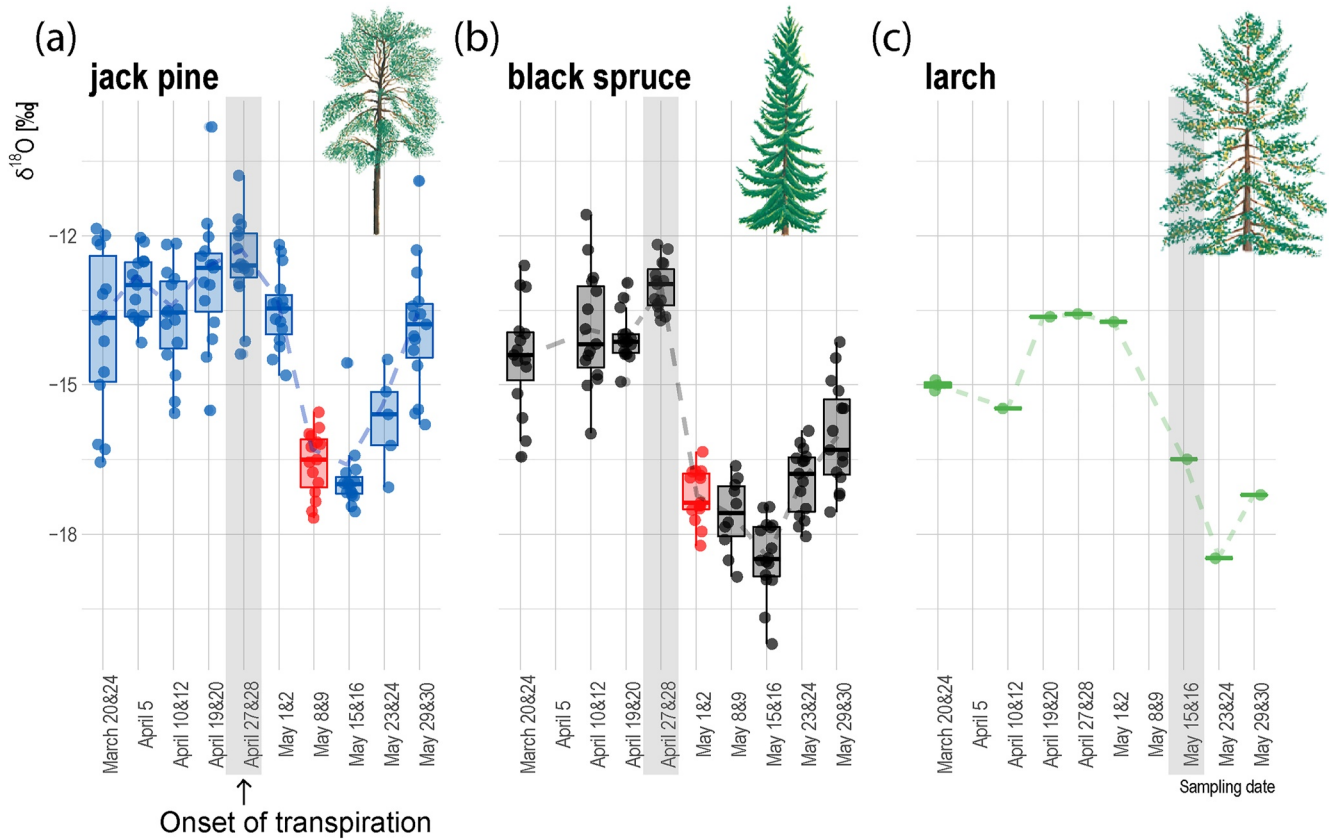 (a)
jack pine
(b)
black spruce
(c)
larch
δ18O [‰]
−12
−15
−18
March 20&24
April 5
April 10&12
April 19&20
April 27&28
May 1&2
May 8&9
May 15&16
May 23&24
May 29&30
March 20&24
April 5
April 10&12
April 19&20
April 27&28
May 1&2
May 8&9
May 15&16
May 23&24
May 29&30
March 20&24
April 5
April 10&12
April 19&20
April 27&28
May 1&2
May 8&9
May 15&16
May 23&24
May 29&30
Sampling date
Onset of transpiration